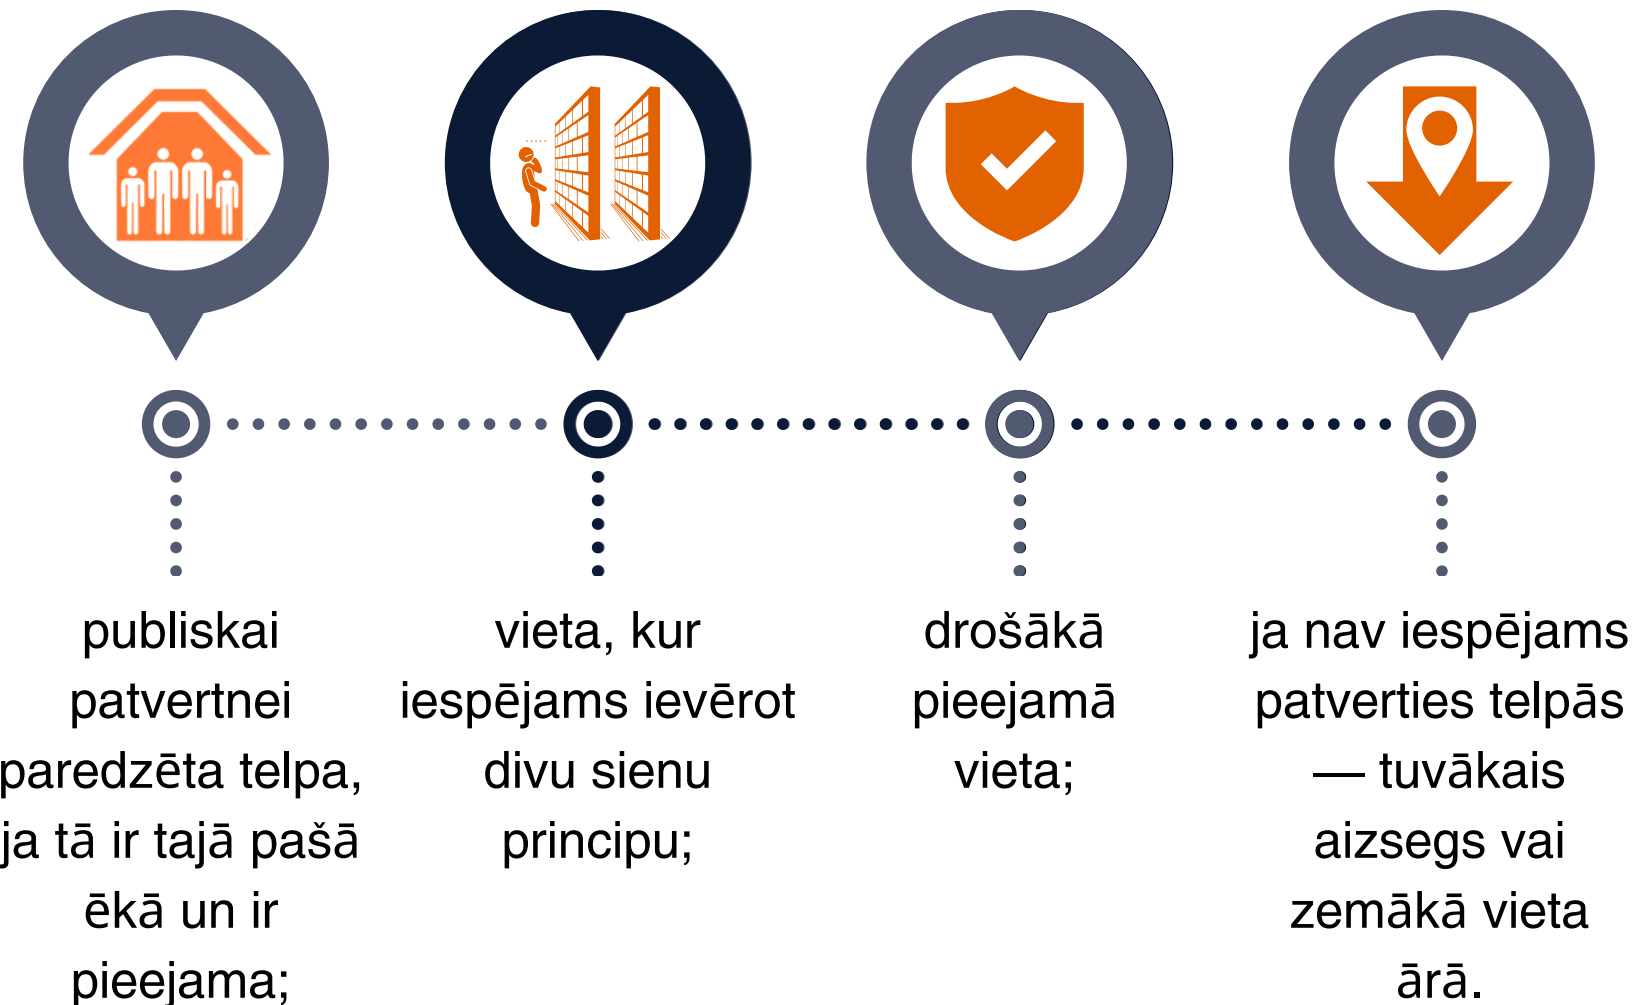 publiskai
patvertnei
paredzēta telpa,
ja tā ir tajā pašā
ēkā un ir
pieejama;
vieta, kur
iespējams ievērot
divu sienu
principu;
drošākā
pieejamā
vieta;
ja nav iespējams
patverties telpās
— tuvākais
aizsegs vai
zemākā vieta
ārā.